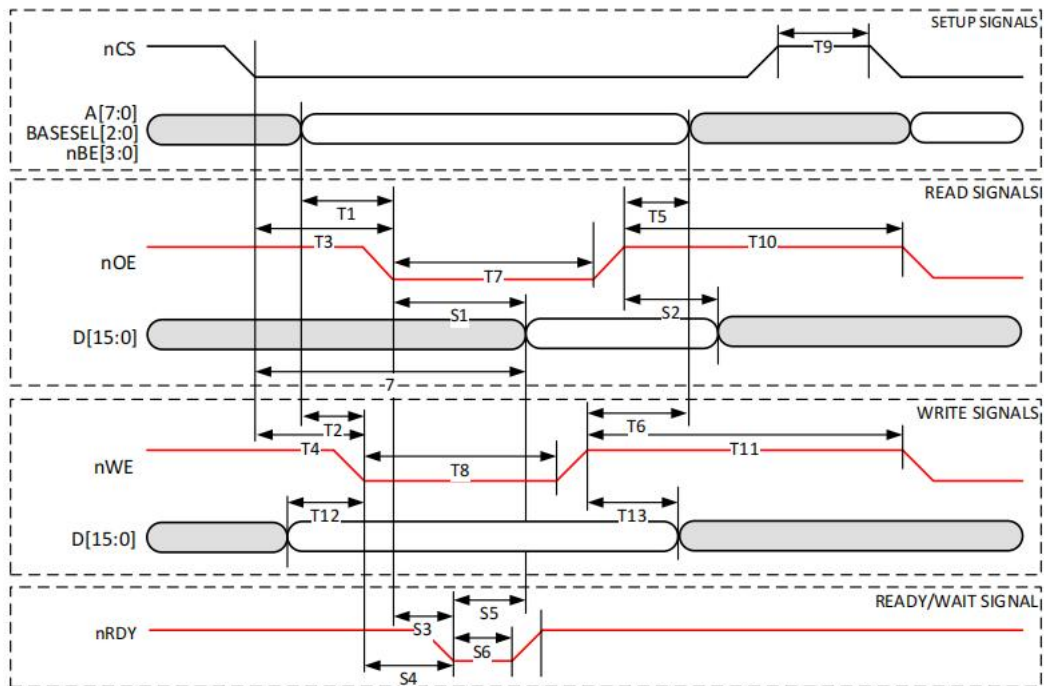 SETUP SIGNALS
nCS
T9
A[7:0]
BASESEL[2:0]
nBE[3:0]
READ SIGNALS
T1
T5
T3
T10
nOE
T7
S1
S2
D[15:0]
7
WRITE SIGNALS
T2
T6
T4
T11
nWE
T8
T12
T13
D[15:0]
READY/WAIT SIGNAL
S5
nRDY
S3
S6
S4